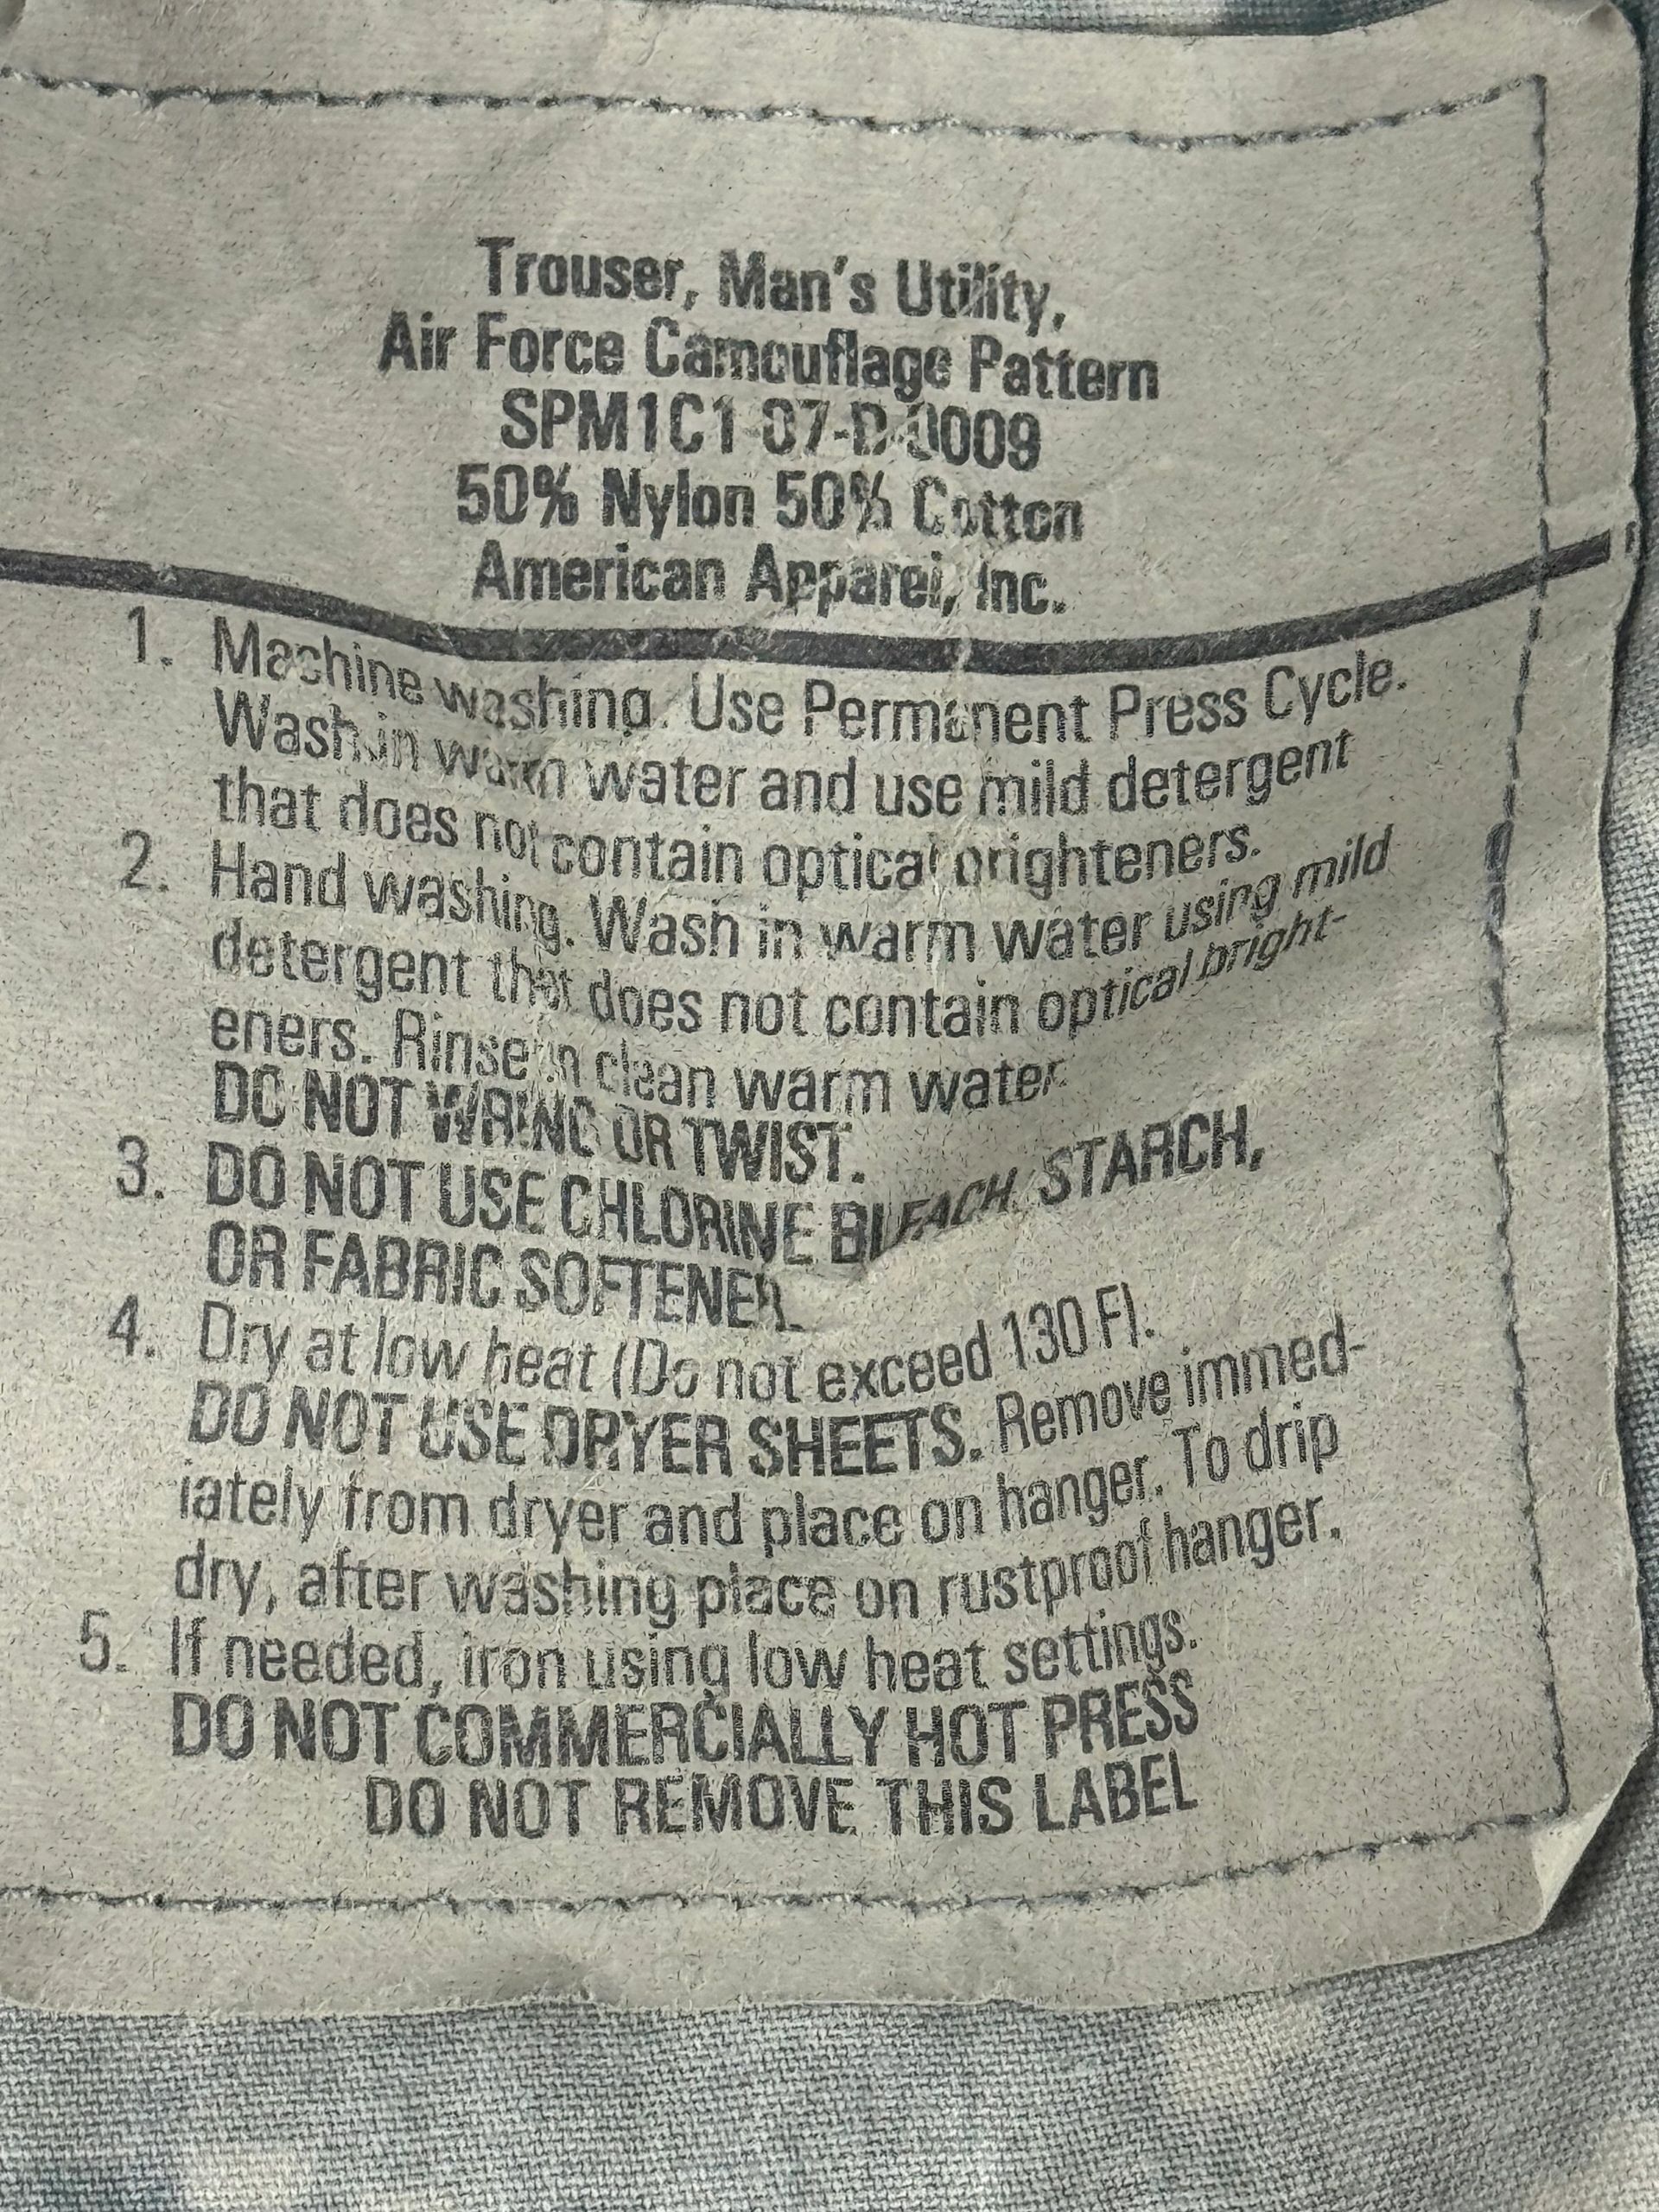 Trouser, Man's Utility,
Air Force Camouflage Pattern
SPM1C1-07-D-0009
50% Nylon 50% Cotton
American Apparel, Inc.
1. Machine washing. Use Permanent Press Cycle.
Wash in warm water and use mild detergent
that does not contain optical brighteners.
2. Hand washing. Wash in warm water using mild
detergent that does not contain optical bright-
eners. Rinse in clean warm water.
DO NOT WRING OR TWIST.
3. DO NOT USE CHLORINE BLEACH, STARCH,
OR FABRIC SOFTENER.
4. Dry at low heat (Do not exceed 130 F).
DO NOT USE DRYER SHEETS. Remove immed-
iately from dryer and place on hanger. To drip
dry, after washing place on rustproof hanger.
5. If needed, iron using low heat settings.
DO NOT COMMERCIALLY HOT PRESS
DO NOT REMOVE THIS LABEL